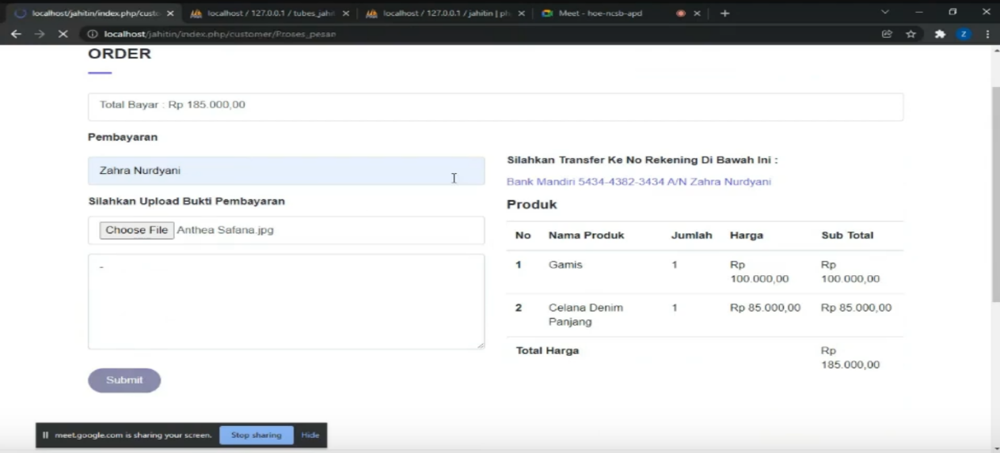 localhost/jahitin/index.php/custo
localhost / 127.0.0.1 / tubes_jahit
localhost / 127.0.0.1 / jahitin | ph
Meet - hoe-ncsb-apd
localhost/jahitin/index.php/customer/Proses_pesan
Z
ORDER
Total Bayar : Rp 185.000,00
Pembayaran
Zahra Nurdyani
Silahkan Upload Bukti Pembayaran
Choose File Anthea Safana.jpg
-
Submit
Silahkan Transfer Ke No Rekening Di Bawah Ini :
Bank Mandiri 5434-4382-3434 A/N Zahra Nurdyani
Produk
No Nama Produk Jumlah Harga Sub Total
1 Gamis 1 Rp 100.000,00 Rp 100.000,00
2 Celana Denim Panjang 1 Rp 85.000,00 Rp 85.000,00
Total Harga Rp 185.000,00
meet.google.com is sharing your screen. Stop sharing Hide